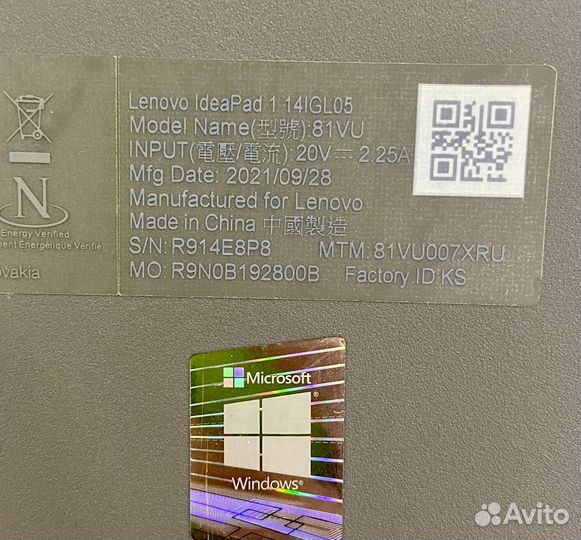 Lenovo IdeaPad 1 14IGL05
Model Name(型號):81VU
INPUT(電壓/電流):20V⎓2.25A
Mfg Date: 2021/09/28
Manufactured for Lenovo
Made in China 中國製造
S/N: R914E8P8 MTM: 81VU007XRU
MO: R9N0B192800B Factory ID:KS
N
Energy Verified
ment Énergétique Vérifié
ovakia
Microsoft
®
Windows®
Avito